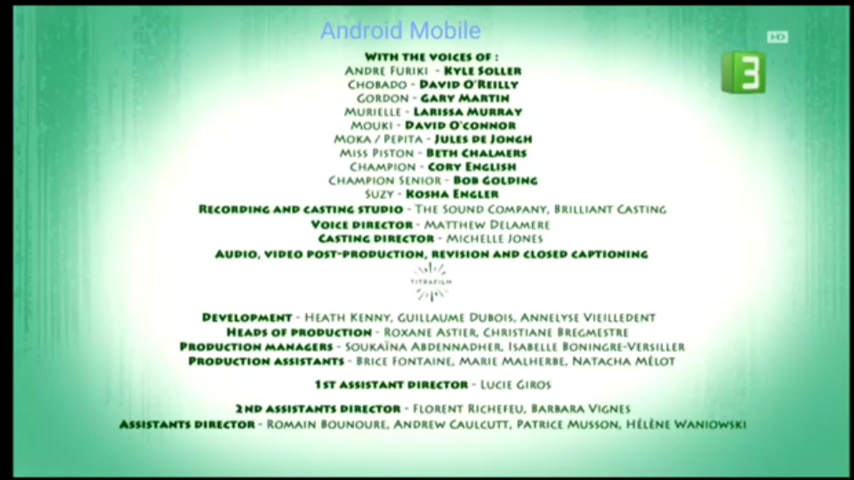 Android Mobile
HD
3
WITH THE VOICES OF :
ANDRE FURIKI - KYLE SOLLER
CHOBADO - DAVID O'REILLY
GORDON - GARY MARTIN
MURIELLE - LARISSA MURRAY
MOUKI - DAVID O'CONNOR
MOKA / PEPITA - JULES DE JONGH
MISS PISTON - BETH CHALMERS
CHAMPION - CORY ENGLISH
CHAMPION SENIOR - BOB GOLDING
SUZY - KOSHA ENGLER
RECORDING AND CASTING STUDIO - THE SOUND COMPANY, BRILLIANT CASTING
VOICE DIRECTOR - MATTHEW DELAMERE
CASTING DIRECTOR - MICHELLE JONES
AUDIO, VIDEO POST-PRODUCTION, REVISION AND CLOSED CAPTIONING
TITRAFILM
DEVELOPMENT - HEATH KENNY, GUILLAUME DUBOIS, ANNELYSE VIEILLEDENT
HEADS OF PRODUCTION - ROXANE ASTIER, CHRISTIANE BREGMESTRE
PRODUCTION MANAGERS - SOUKAÏNA ABDENNADHER, ISABELLE BONINGRE-VERSILLER
PRODUCTION ASSISTANTS - BRICE FONTAINE, MARIE MALHERBE, NATACHA MÉLOT
1ST ASSISTANT DIRECTOR - LUCIE GIROS
2ND ASSISTANTS DIRECTOR - FLORENT RICHEFEU, BARBARA VIGNES
ASSISTANTS DIRECTOR - ROMAIN BOUNOURE, ANDREW CAULCUTT, PATRICE MUSSON, HÉLÈNE WANIOWSKI